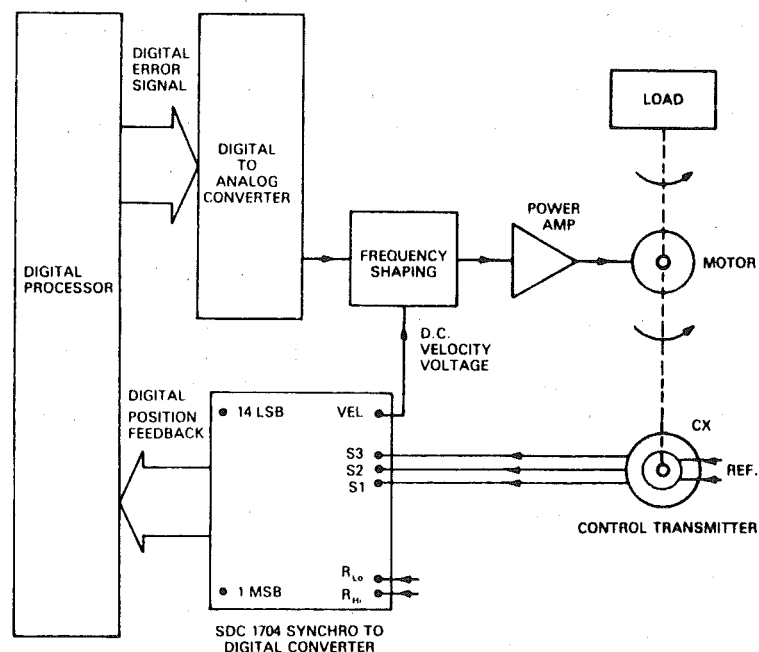 DIGITAL
ERROR
SIGNAL
LOAD
DIGITAL
TO
ANALOG
CONVERTER
POWER
AMP
DIGITAL
PROCESSOR
FREQUENCY
SHAPING
MOTOR
D.C.
VELOCITY
VOLTAGE
DIGITAL
POSITION
FEEDBACK
14 LSB
VEL
CX
S3
S2
S1
REF.
CONTROL TRANSMITTER
RLo
1 MSB
RHi
SDC 1704 SYNCHRO TO
DIGITAL CONVERTER